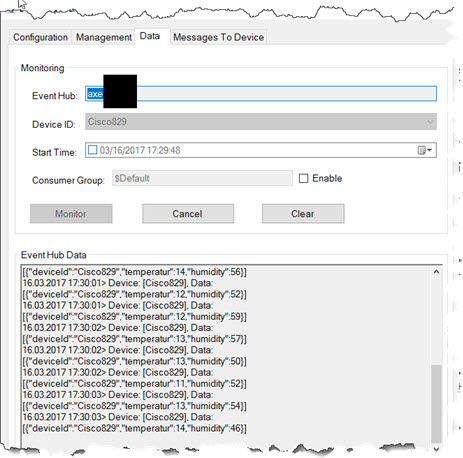 Configuration Management Data Messages To Device
Monitoring
Event Hub: axe
Device ID: Cisco829
Start Time: 03/16/2017 17:29:48
Consumer Group: $Default Enable
Monitor Cancel Clear
Event Hub Data
[{"deviceId":"Cisco829","temperatur":14,"humidity":56}]
16.03.2017 17:30:01> Device: [Cisco829], Data:
[{"deviceId":"Cisco829","temperatur":12,"humidity":52}]
16.03.2017 17:30:01> Device: [Cisco829], Data:
[{"deviceId":"Cisco829","temperatur":12,"humidity":59}]
16.03.2017 17:30:02> Device: [Cisco829], Data:
[{"deviceId":"Cisco829","temperatur":13,"humidity":57}]
16.03.2017 17:30:02> Device: [Cisco829], Data:
[{"deviceId":"Cisco829","temperatur":13,"humidity":50}]
16.03.2017 17:30:02> Device: [Cisco829], Data:
[{"deviceId":"Cisco829","temperatur":11,"humidity":52}]
16.03.2017 17:30:03> Device: [Cisco829], Data:
[{"deviceId":"Cisco829","temperatur":13,"humidity":54}]
16.03.2017 17:30:03> Device: [Cisco829], Data:
[{"deviceId":"Cisco829","temperatur":14,"humidity":46}]